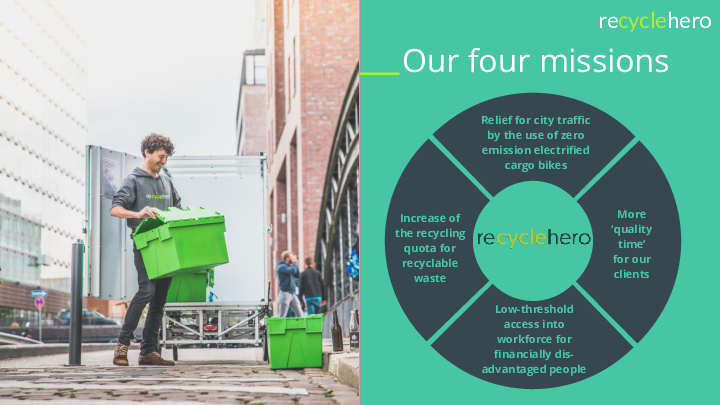 recyclehero
Our four missions
Relief for city traffic
by the use of zero
emission electrified
cargo bikes
Increase of
the recycling
quota for
recyclable
waste
recyclehero
More
‘quality
time’
for our
clients
Low-threshold
access into
workforce for
financially dis-
advantaged people